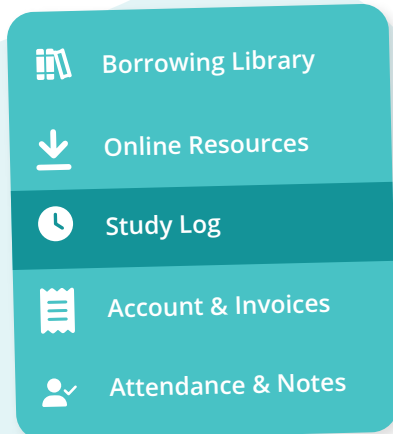 Borrowing Library
Online Resources
Study Log
Account & Invoices
Attendance & Notes